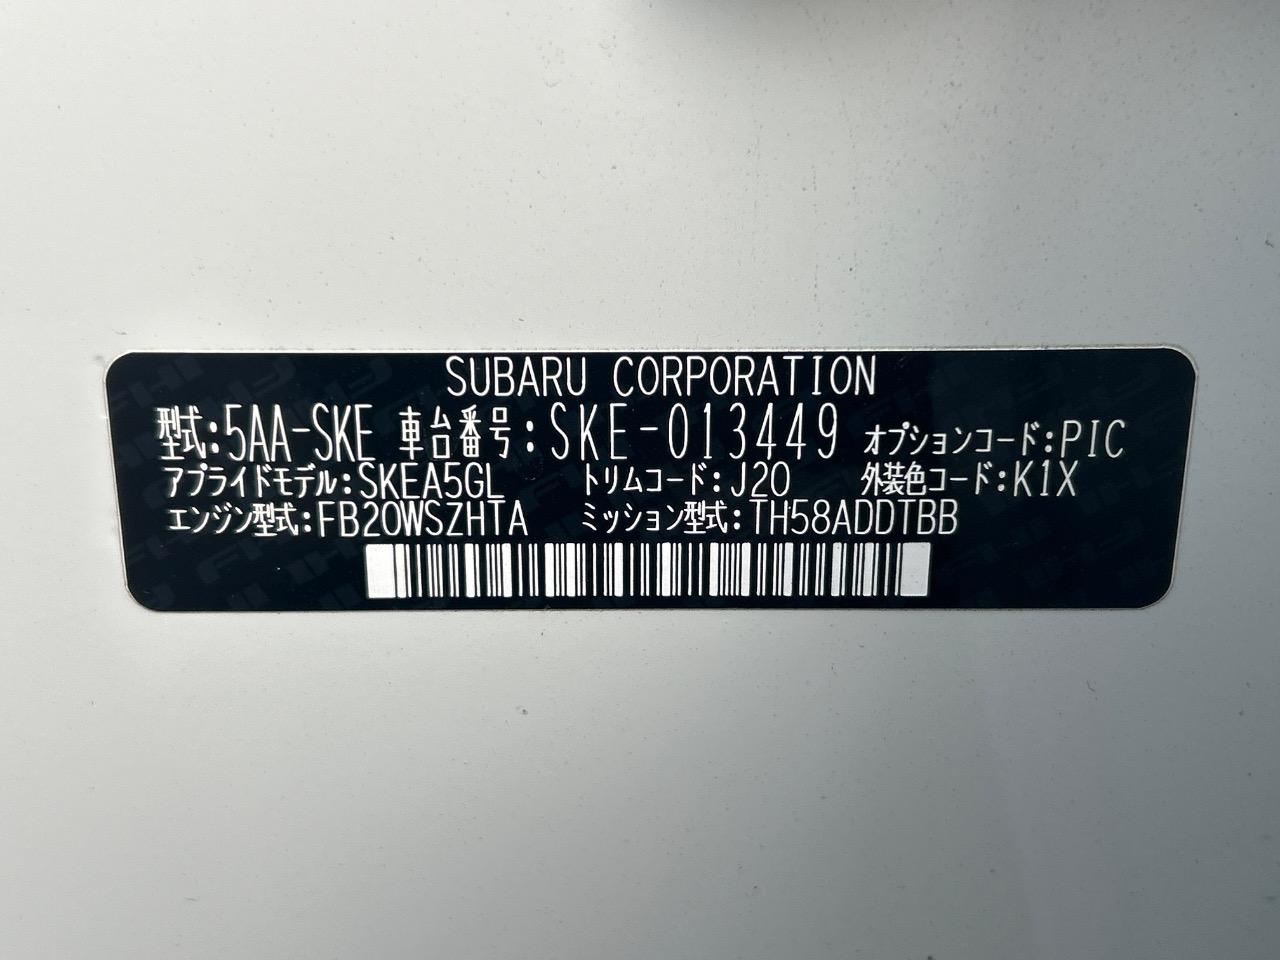 SUBARU CORPORATION
型式:5AA-SKE 車台番号:SKE-013449 オプションコード:PIC
アプライドモデル:SKEA5GL トリムコード:J20 外装色コード:K1X
エンジン型式:FB20WSZHTA ミッション型式:TH58ADDTBB